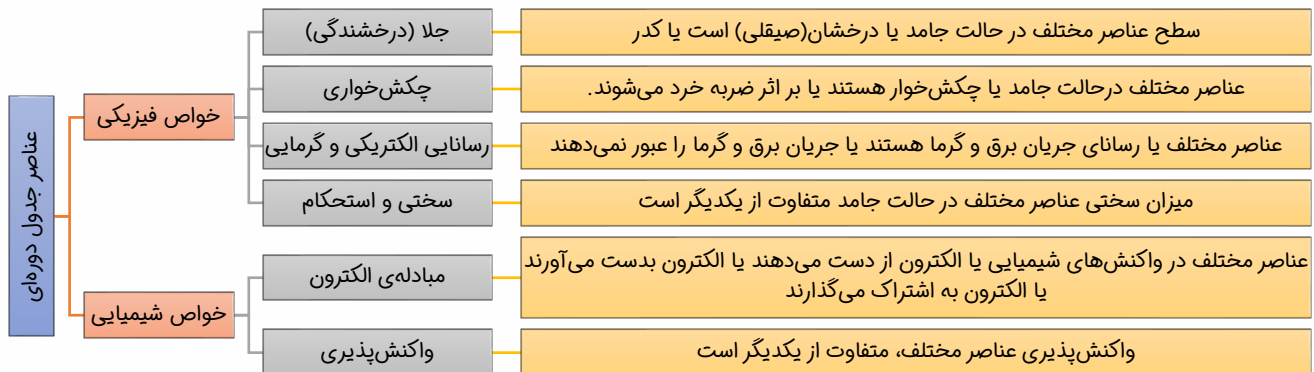 عناصر جدول دوره‌ای
خواص فیزیکی
جلا (درخشندگی)
سطح عناصر مختلف در حالت جامد یا درخشان(صیقلی) است یا کدر
چکش‌خواری
عناصر مختلف درحالت جامد یا چکش‌خوار هستند یا بر اثر ضربه خرد می‌شوند.
رسانایی الکتریکی و گرمایی
عناصر مختلف یا رسانای جریان برق و گرما هستند یا جریان برق و گرما را عبور نمی‌دهند
سختی و استحکام
میزان سختی عناصر مختلف در حالت جامد متفاوت از یکدیگر است
خواص شیمیایی
مبادله‌ی الکترون
عناصر مختلف در واکنش‌های شیمیایی یا الکترون از دست می‌دهند یا الکترون بدست می‌آورند
یا الکترون به اشتراک می‌گذارند
واکنش‌پذیری
واکنش‌پذیری عناصر مختلف، متفاوت از یکدیگر است